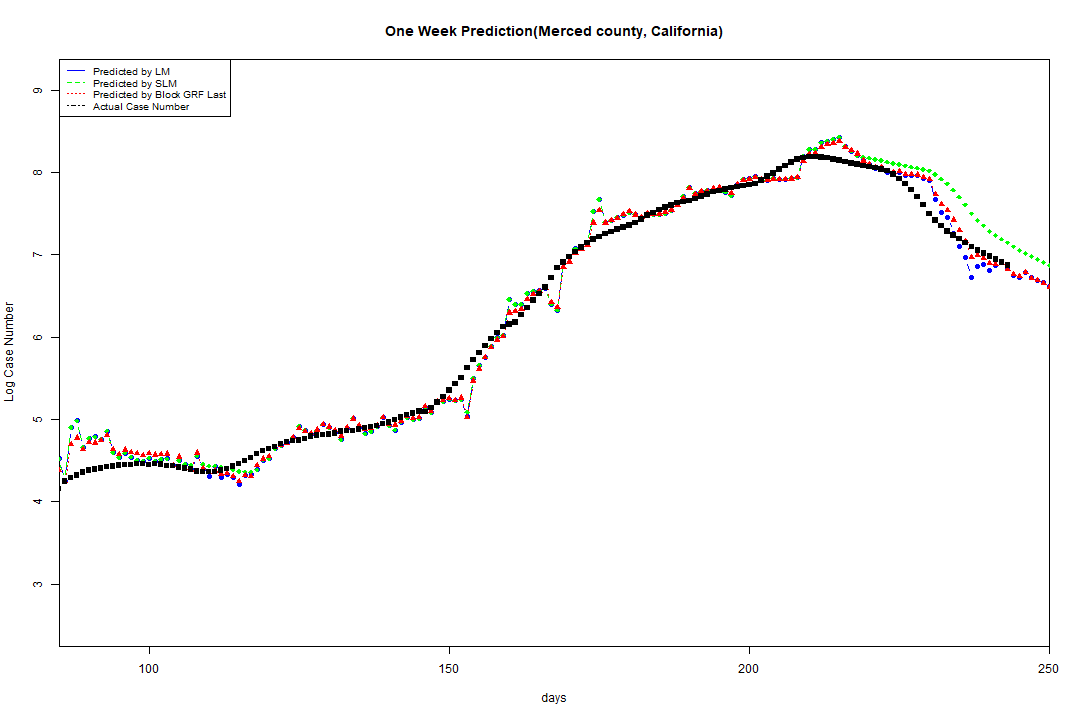 One Week Prediction(Merced county, California)
Predicted by LM
Predicted by SLM
Predicted by Block GRF Last
Actual Case Number
9
8
7
6
5
4
3
Log Case Number
100
150
200
250
days